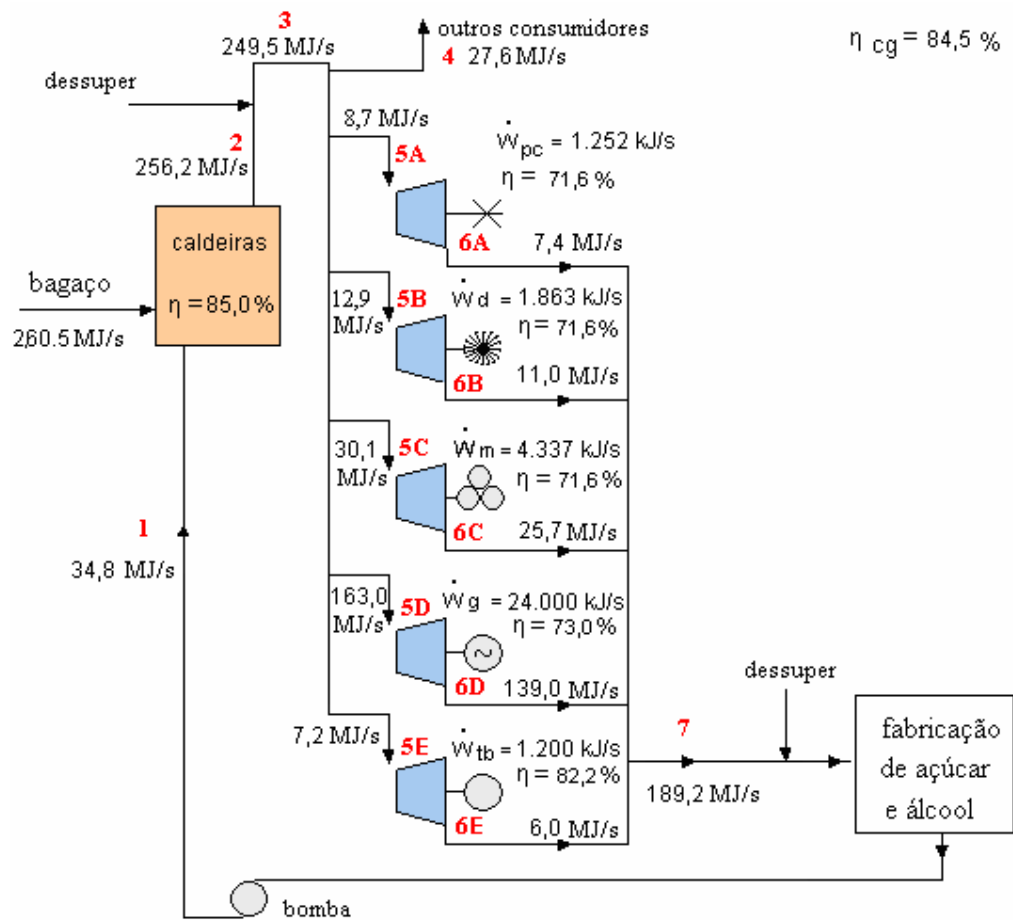 3
249,5 MJ/s
outros consumidores
4 27,6 MJ/s
η cg = 84,5 %
dessuper
2
256,2 MJ/s
8,7 MJ/s
5A
Ẇpc = 1.252 kJ/s
η = 71,6 %
6A
7,4 MJ/s
caldeiras
η = 85,0 %
bagaço
260.5 MJ/s
12,9
MJ/s
5B
Ẇd = 1.863 kJ/s
η = 71,6%
6B
11,0 MJ/s
30,1
MJ/s
5C
Ẇm = 4.337 kJ/s
η = 71,6%
6C
25,7 MJ/s
1
34,8 MJ/s
163,0
MJ/s
5D
Ẇg = 24.000 kJ/s
η = 73,0%
~
6D
139,0 MJ/s
7,2 MJ/s
5E
Ẇtb = 1.200 kJ/s
η = 82,2%
6E
6,0 MJ/s
7
189,2 MJ/s
dessuper
fabricação
de açúcar
e álcool
bomba